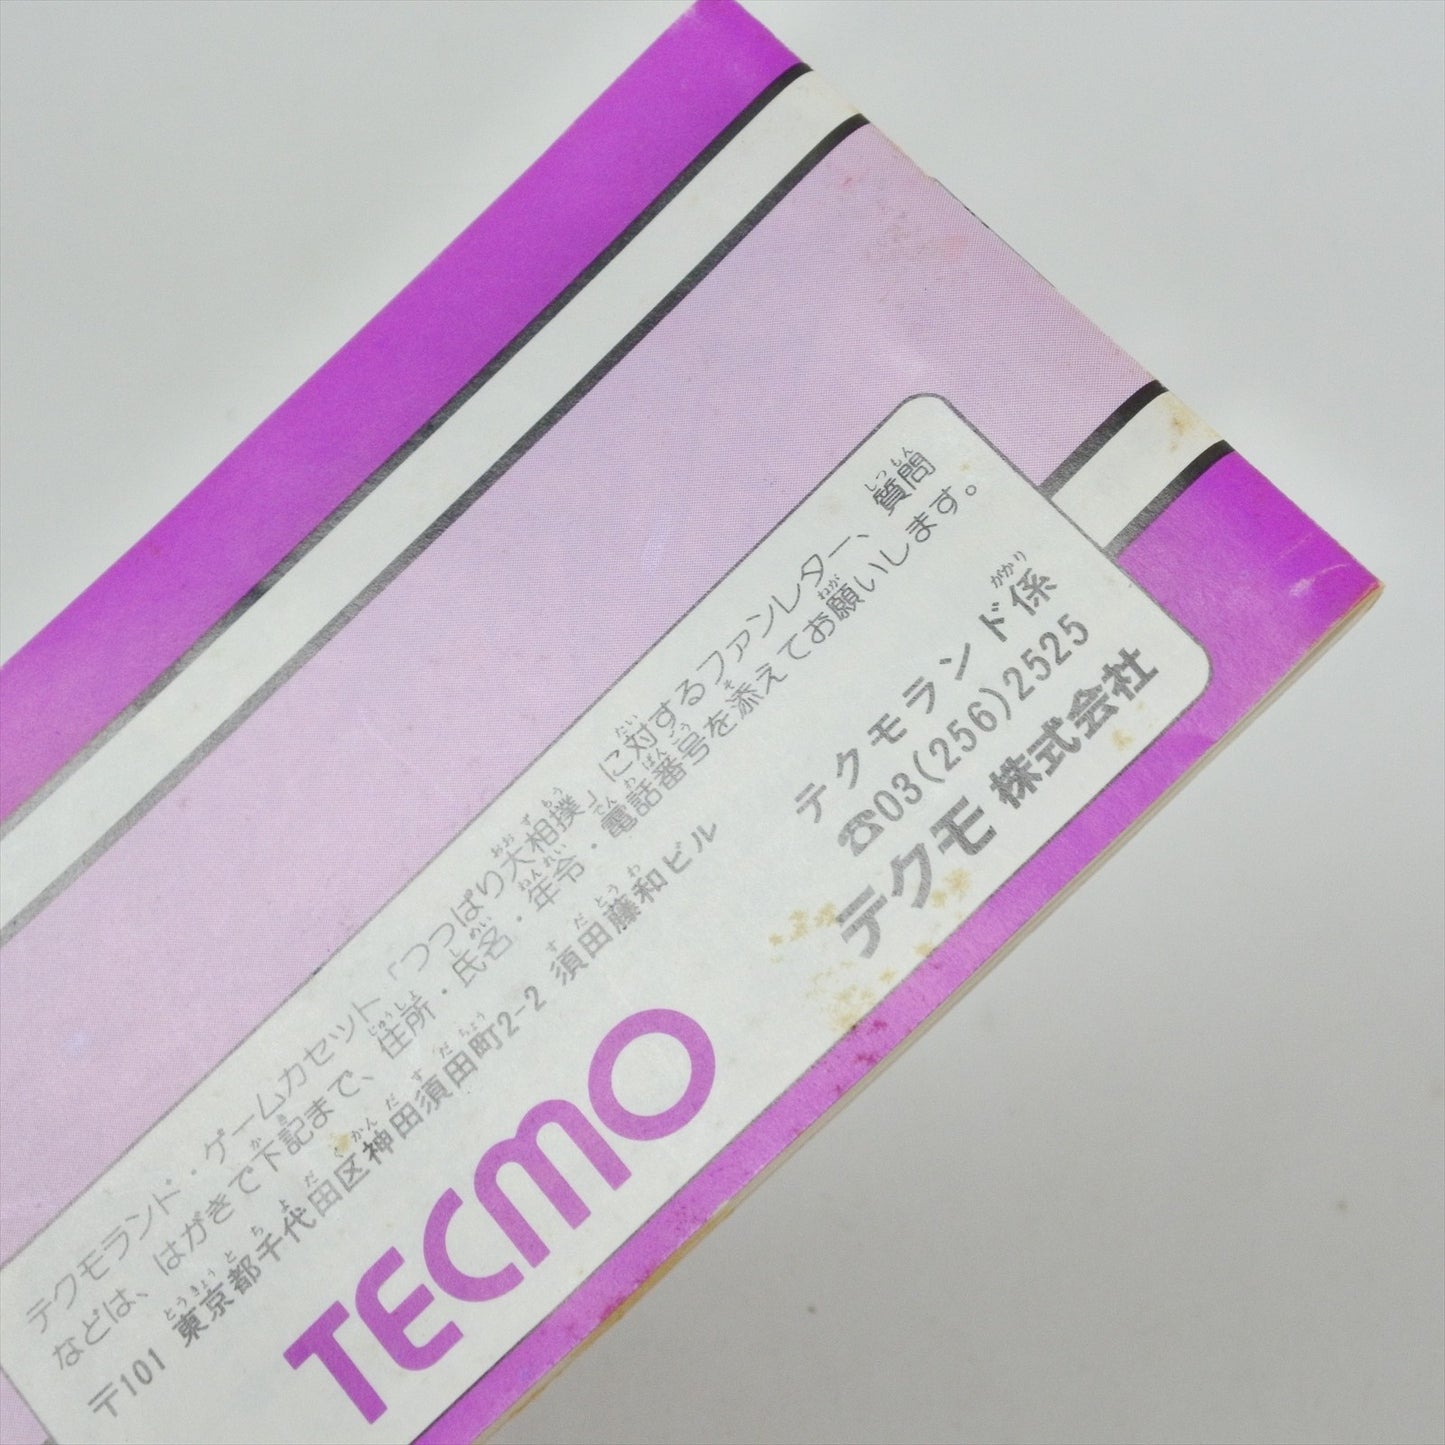 テクモランド・ゲームカセット「つっぱり大相撲」に対するファンレター、質問
などは、はがきで下記まで、住所・氏名・年令・電話番号を添えてお願いします。
〒101 東京都千代田区神田須田町2-2 須田藤和ビル
テクモランド係
☎03(256)2525
TECMO
テクモ株式会社